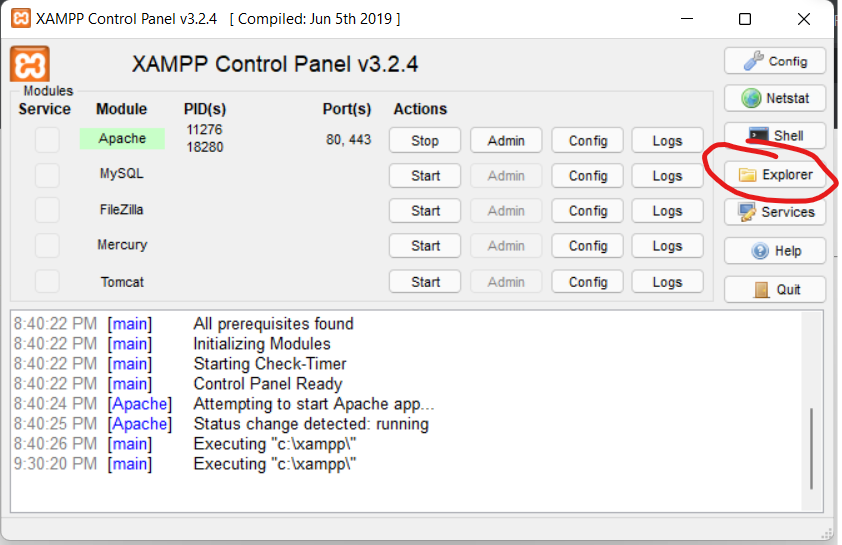 XAMPP Control Panel v3.2.4 [ Compiled: Jun 5th 2019 ]
XAMPP Control Panel v3.2.4
Config
Modules
Service Module PID(s) Port(s) Actions
Netstat
Apache 11276 18280 80, 443 Stop Admin Config Logs
Shell
MySQL Start Admin Config Logs
Explorer
FileZilla Start Admin Config Logs
Services
Mercury Start Admin Config Logs
Help
Tomcat Start Admin Config Logs
Quit
8:40:22 PM [main] All prerequisites found
8:40:22 PM [main] Initializing Modules
8:40:22 PM [main] Starting Check-Timer
8:40:22 PM [main] Control Panel Ready
8:40:24 PM [Apache] Attempting to start Apache app...
8:40:25 PM [Apache] Status change detected: running
8:40:26 PM [main] Executing "c:\xampp\"
9:30:20 PM [main] Executing "c:\xampp\"